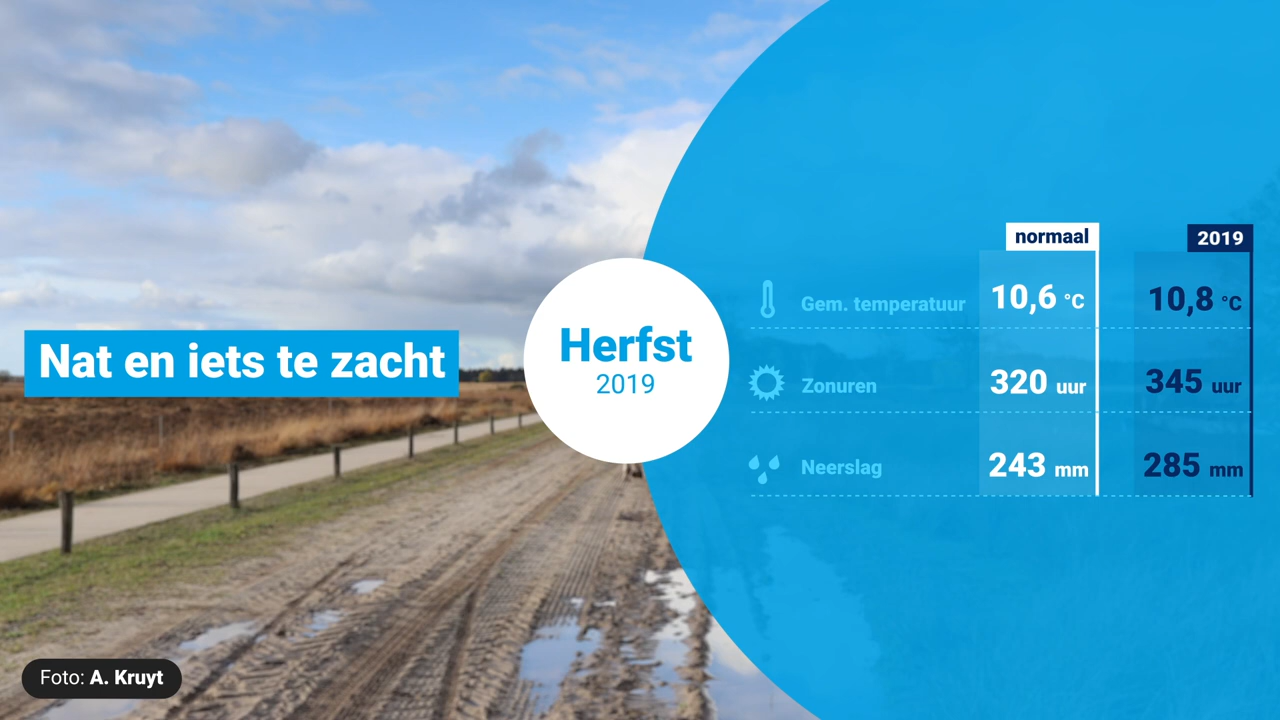 Nat en iets te zacht
Herfst
2019
normaal 2019
Gem. temperatuur 10,6 °C 10,8 °C
Zonuren 320 uur 345 uur
Neerslag 243 mm 285 mm
Foto: A. Kruyt